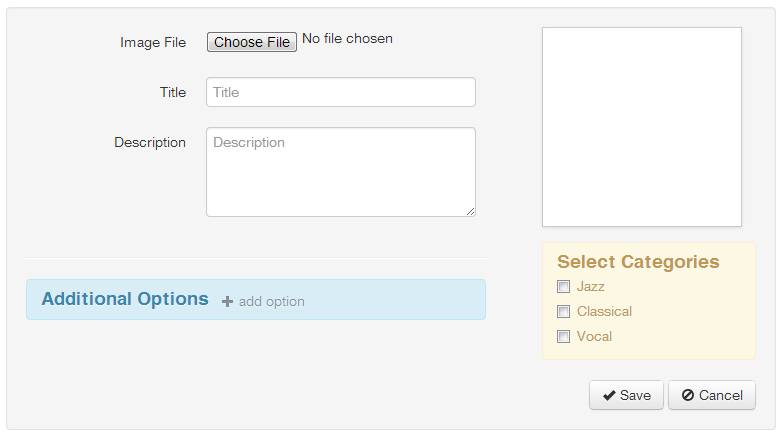 Image File Choose File No file chosen
Title Title
Description Description
Additional Options add option
Select Categories
Jazz
Classical
Vocal
Save Cancel